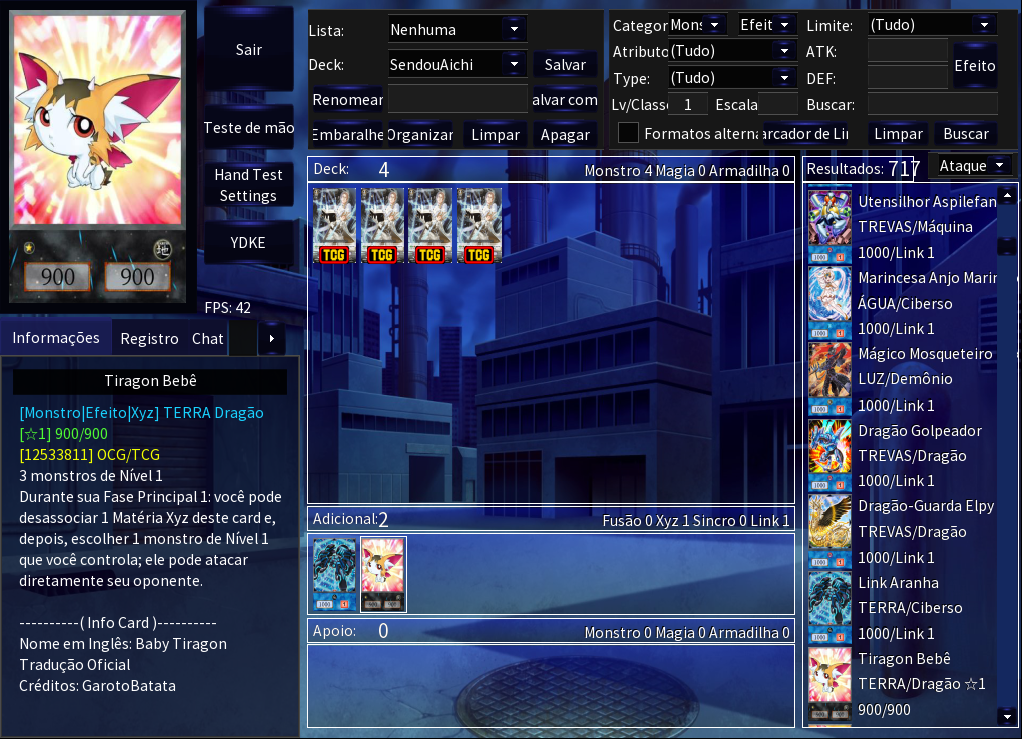 900 900
Sair
Teste de mão
Hand Test
Settings
YDKE
FPS: 42
Lista: Nenhuma
Deck: SendouAichi Salvar
Renomear alvar com
Embaralhe Organizar Limpar Apagar
Categor Mons Efeit Limite: (Tudo)
Atributo (Tudo) ATK:
Efeito
Type: (Tudo) DEF:
Lv/Classe 1 Escala Buscar:
Formatos alterna arcador de Lin Limpar Buscar
Informações Registro Chat
Tiragon Bebê
[Monstro|Efeito|Xyz] TERRA Dragão
[☆1] 900/900
[12533811] OCG/TCG
3 monstros de Nível 1
Durante sua Fase Principal 1: você pode
desassociar 1 Matéria Xyz deste card e,
depois, escolher 1 monstro de Nível 1
que você controla; ele pode atacar
diretamente seu oponente.
----------( Info Card )----------
Nome em Inglês: Baby Tiragon
Tradução Oficial
Créditos: GarotoBatata
Deck: 4 Monstro 4 Magia 0 Armadilha 0
TCG TCG TCG TCG
Adicional: 2 Fusão 0 Xyz 1 Sincro 0 Link 1
Apoio: 0 Monstro 0 Magia 0 Armadilha 0
Resultados: 717 Ataque
Utensilhor Aspilefan
TREVAS/Máquina
1000/Link 1
Marincesa Anjo Marin
ÁGUA/Ciberso
1000/Link 1
Mágico Mosqueteiro
LUZ/Demônio
1000/Link 1
Dragão Golpeador
TREVAS/Dragão
1000/Link 1
Dragão-Guarda Elpy
TREVAS/Dragão
1000/Link 1
Link Aranha
TERRA/Ciberso
1000/Link 1
Tiragon Bebê
TERRA/Dragão ☆1
900/900